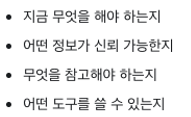 • 지금 무엇을 해야 하는지
• 어떤 정보가 신뢰 가능한지
• 무엇을 참고해야 하는지
• 어떤 도구를 쓸 수 있는지